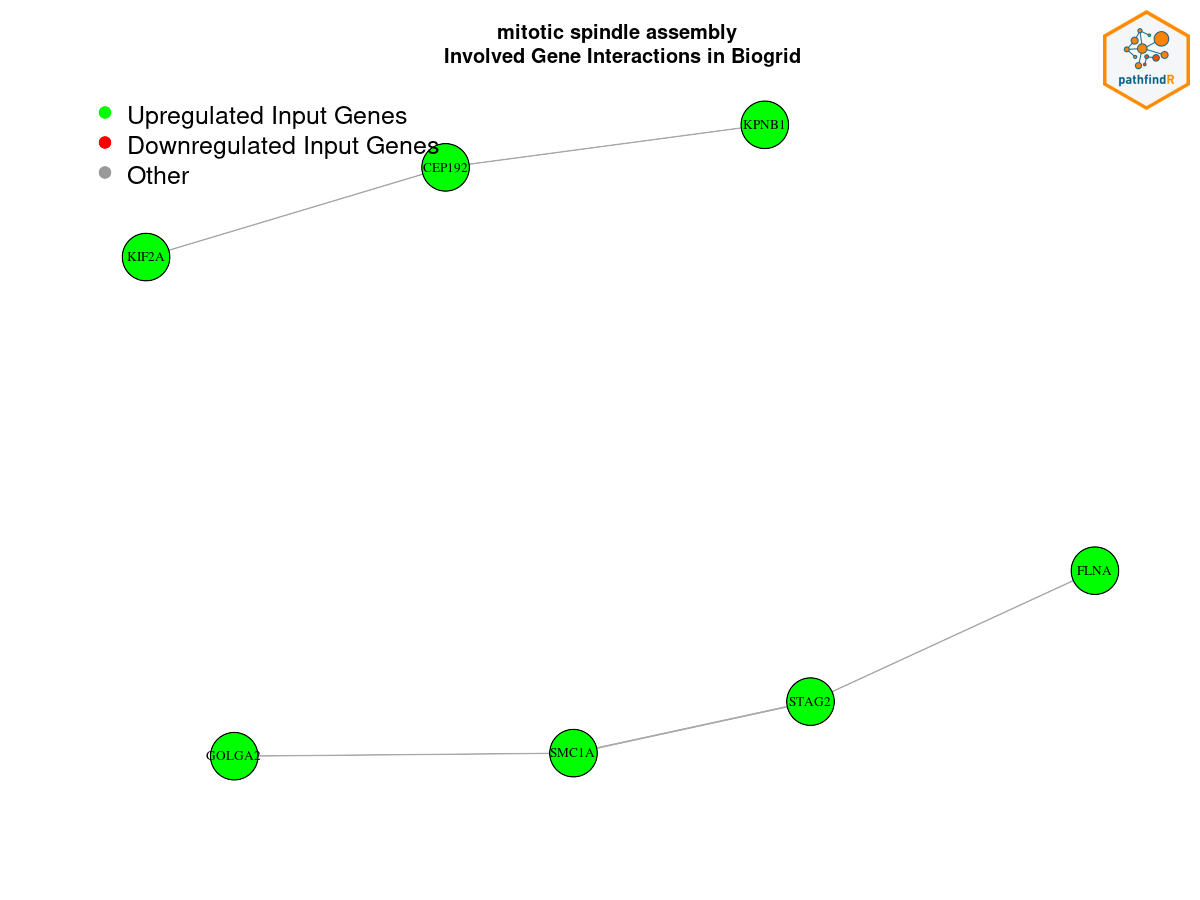 mitotic spindle assembly
Involved Gene Interactions in Biogrid
pathfindR
Upregulated Input Genes
Downregulated Input Genes
Other
KPNB1
CEP192
KIF2A
FLNA
STAG2
SMC1A
GOLGA2